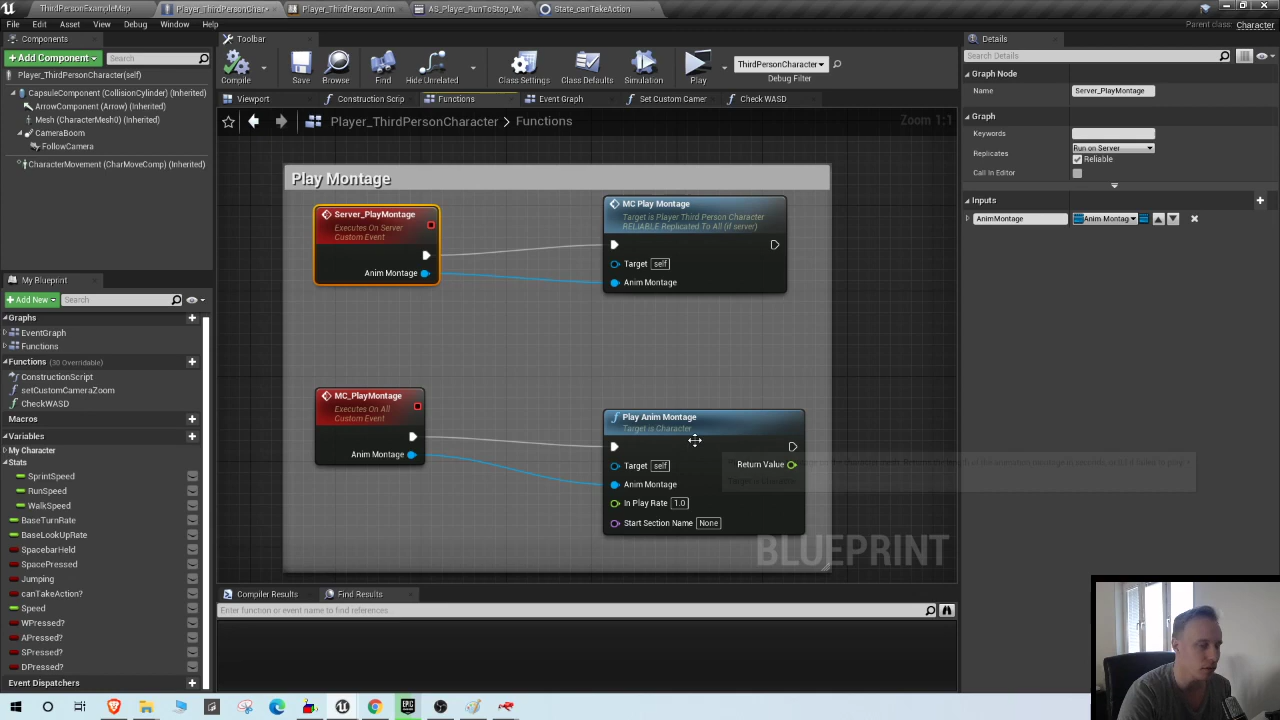 ThirdPersonExampleMap
Player_ThirdPersonCharac
Player_ThirdPerson_Anim
AS_Player_RunToStop_Mo
State_canTakeAction
File
Edit
Asset
View
Debug
Window
Help
Parent class: Character
Components
Add Component
Search
Player_ThirdPersonCharacter(self)
CapsuleComponent (CollisionCylinder) (Inherited)
ArrowComponent (Arrow) (Inherited)
Mesh (CharacterMesh0) (Inherited)
CameraBoom
FollowCamera
CharacterMovement (CharMoveComp) (Inherited)
My Blueprint
Add New
Search
Graphs
EventGraph
Functions
Functions (30 Overridable)
ConstructionScript
setCustomCameraZoom
CheckWASD
Macros
Variables
My Character
Stats
SprintSpeed
RunSpeed
WalkSpeed
BaseTurnRate
BaseLookUpRate
SpacebarHeld
SpacePressed
Jumping
canTakeAction?
Speed
WPressed?
APressed?
SPressed?
DPressed?
Event Dispatchers
Toolbar
Compile
Save
Browse
Find
Hide Unrelated
Class Settings
Class Defaults
Simulation
Play
ThirdPersonCharacter
Debug Filter
Viewport
Construction Scrip
Functions
Event Graph
Set Custom Camer
Check WASD
Player_ThirdPersonCharacter > Functions
Zoom 1:1
Play Montage
Server_PlayMontage
Executes On Server
Custom Event
Anim Montage
MC Play Montage
Target is Player Third Person Character
RELIABLE Replicated To All (if server)
Target self
Anim Montage
MC_PlayMontage
Executes On All
Custom Event
Anim Montage
Play Anim Montage
Target is Character
Target self
Return Value
Anim Montage
In Play Rate 1.0
Start Section Name None
BLUEPRINT
Compiler Results
Find Results
Enter function or event name to find references...
Details
Search Details
Graph Node
Name Server_PlayMontage
Graph
Keywords
Replicates Run on Server
Reliable
Call In Editor
Inputs
AnimMontage Anim Montag